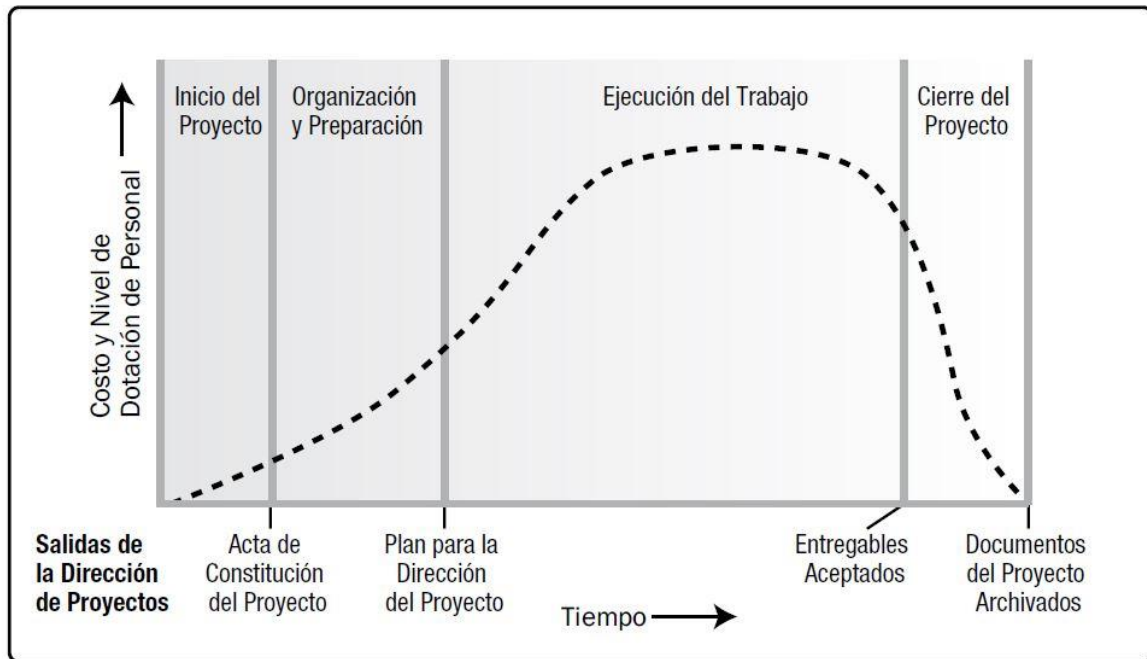 Inicio del
Proyecto
Organización
y Preparación
Ejecución del Trabajo
Cierre del
Proyecto
Costo y Nivel de
Dotación de Personal
Salidas de
la Dirección
de Proyectos
Acta de
Constitución
del Proyecto
Plan para la
Dirección
del Proyecto
Tiempo
Entregables
Aceptados
Documentos
del Proyecto
Archivados